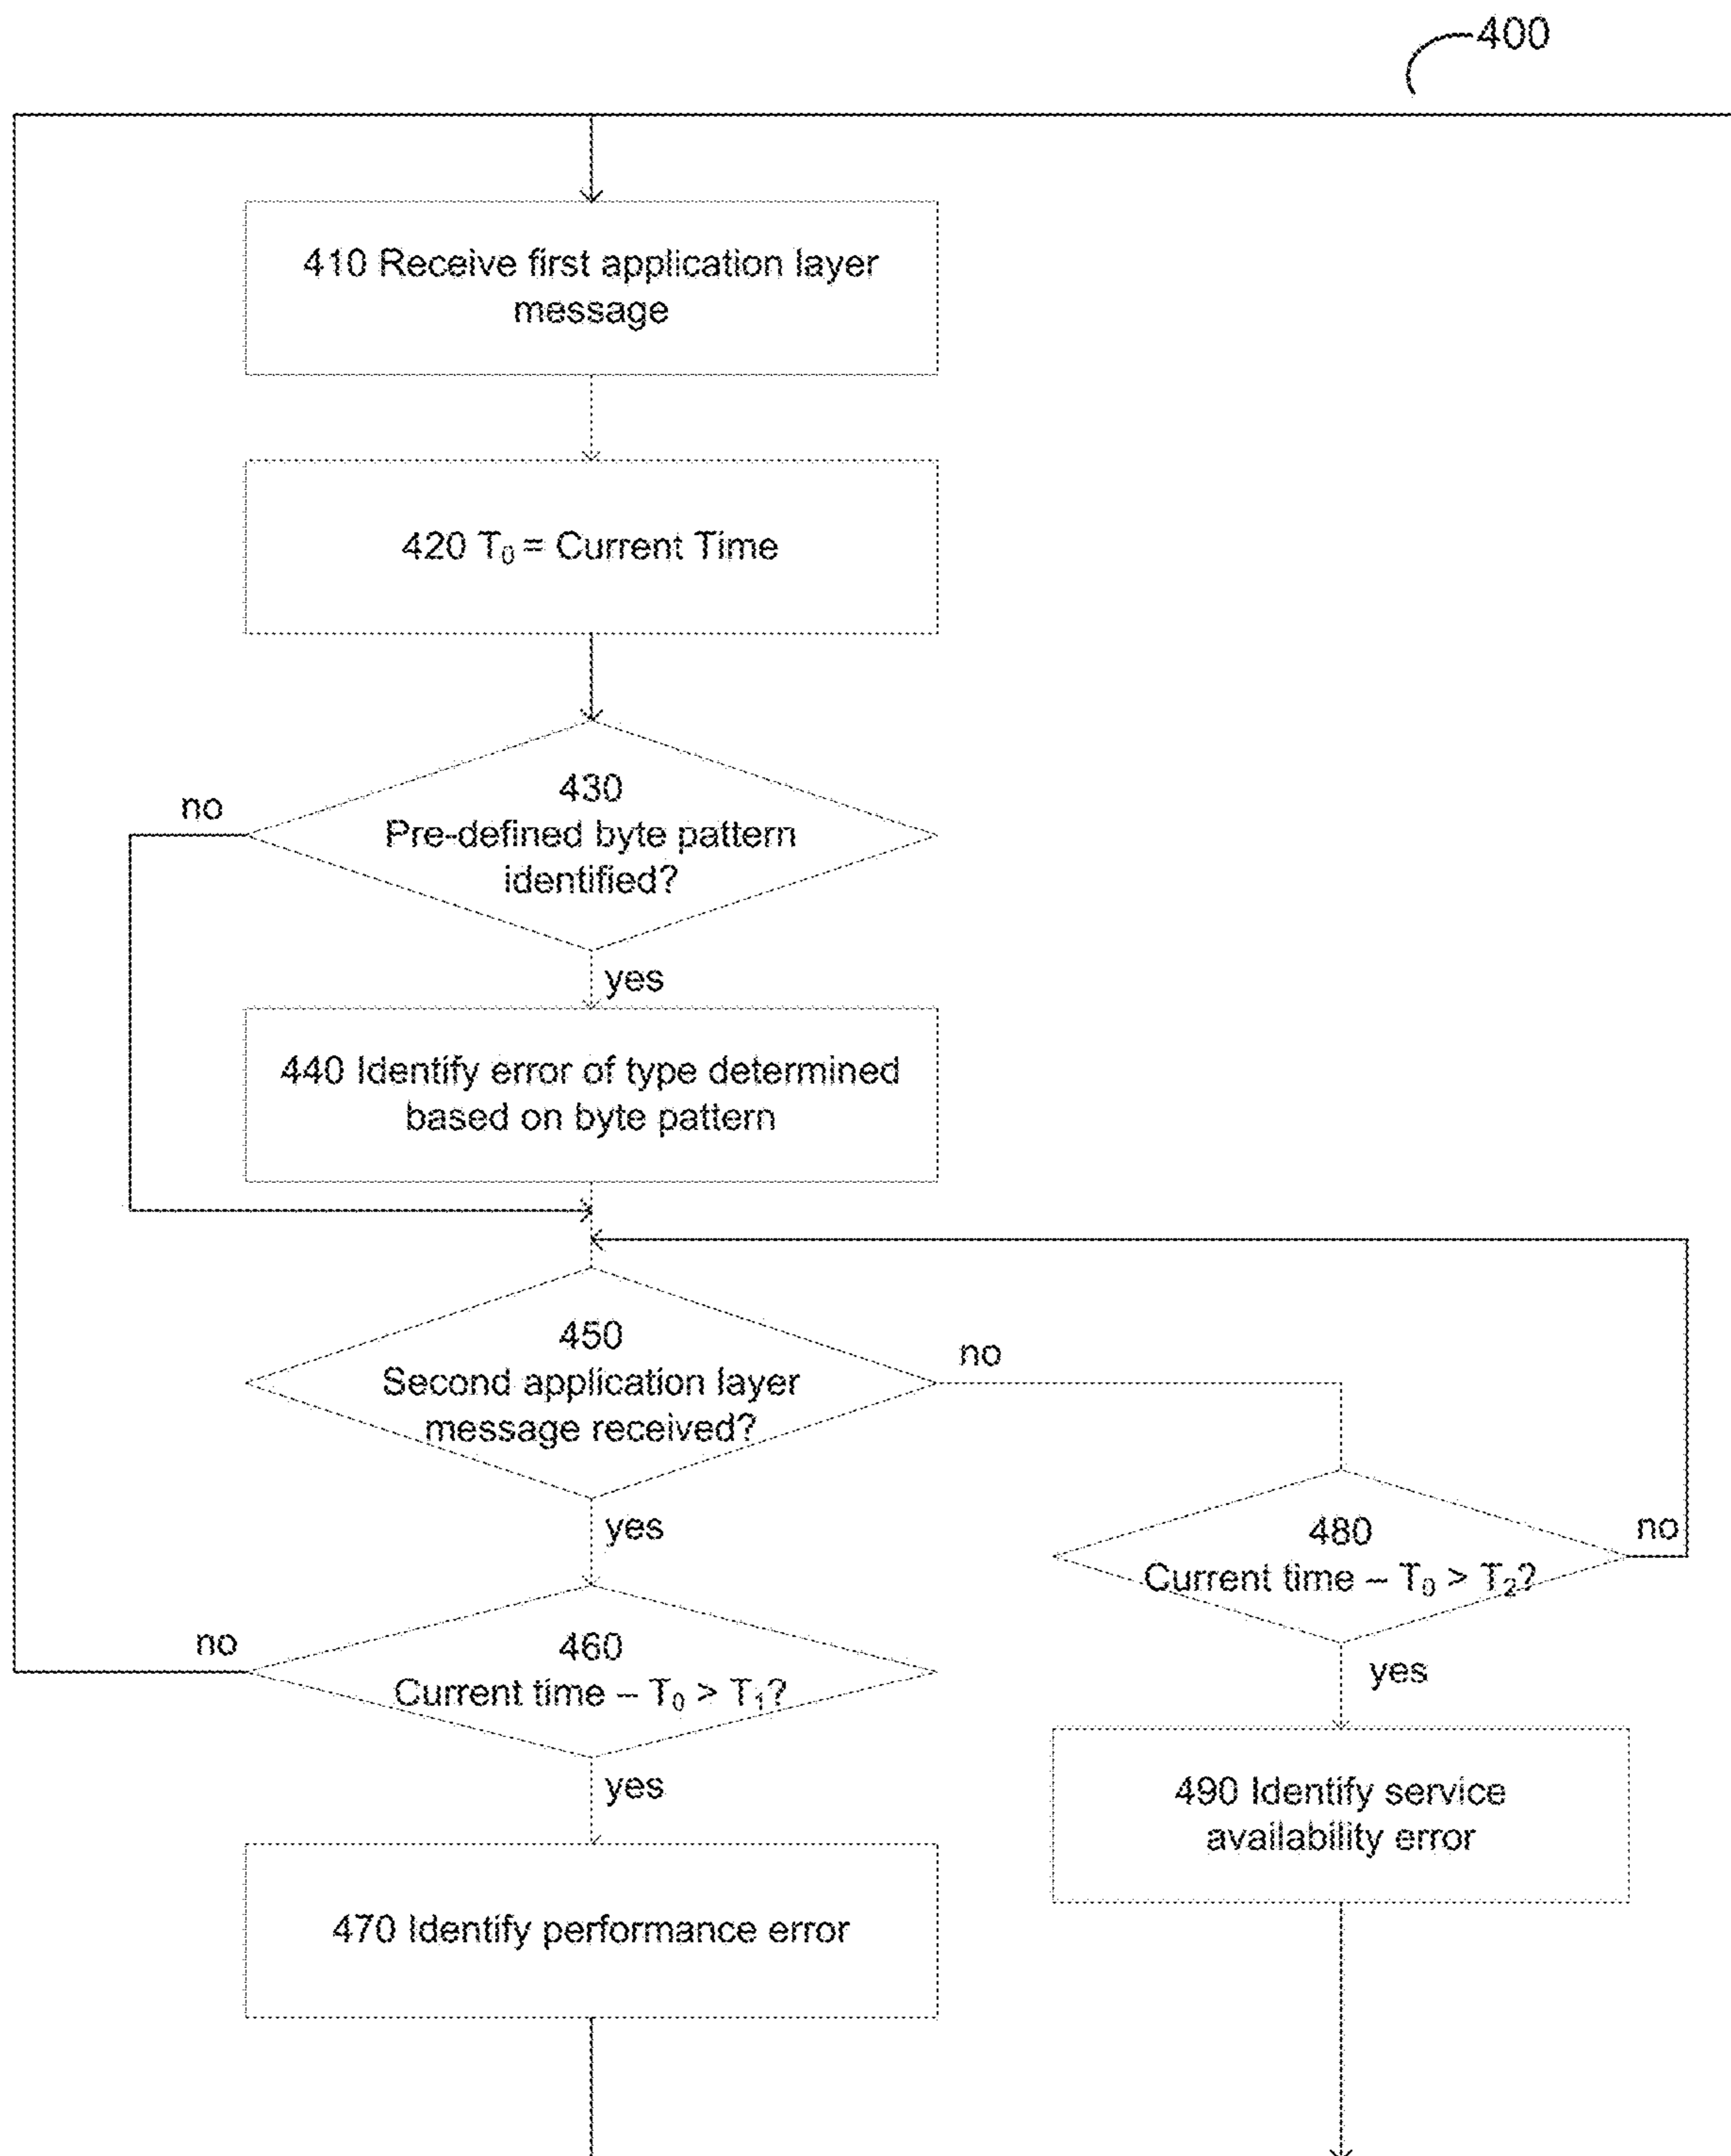 400
410 Receive first application layer
message
420 T₀ = Current Time
430
Pre-defined byte pattern
identified?
no
yes
440 Identify error of type determined
based on byte pattern
450
Second application layer
message received?
no
yes
480
Current time – T₀ > T₂?
no
yes
460
Current time – T₀ > T₁?
no
yes
490 Identify service
availability error
470 Identify performance error